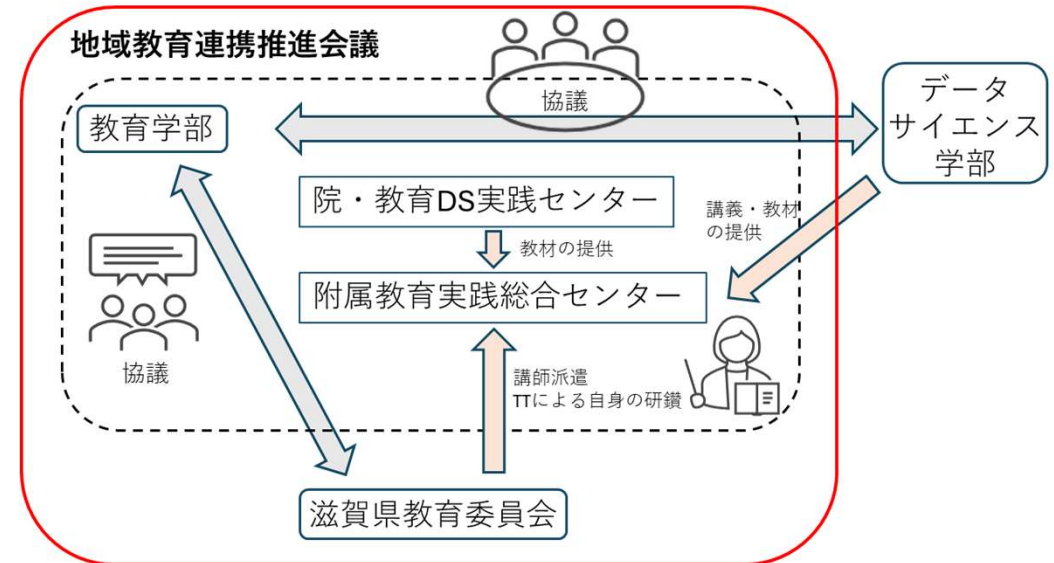 地域教育連携推進会議
協議
データ
サイエンス
学部
教育学部
院・教育DS実践センター
講義・教材
の提供
教材の提供
附属教育実践総合センター
協議
講師派遣
TTによる自身の研鑽
滋賀県教育委員会